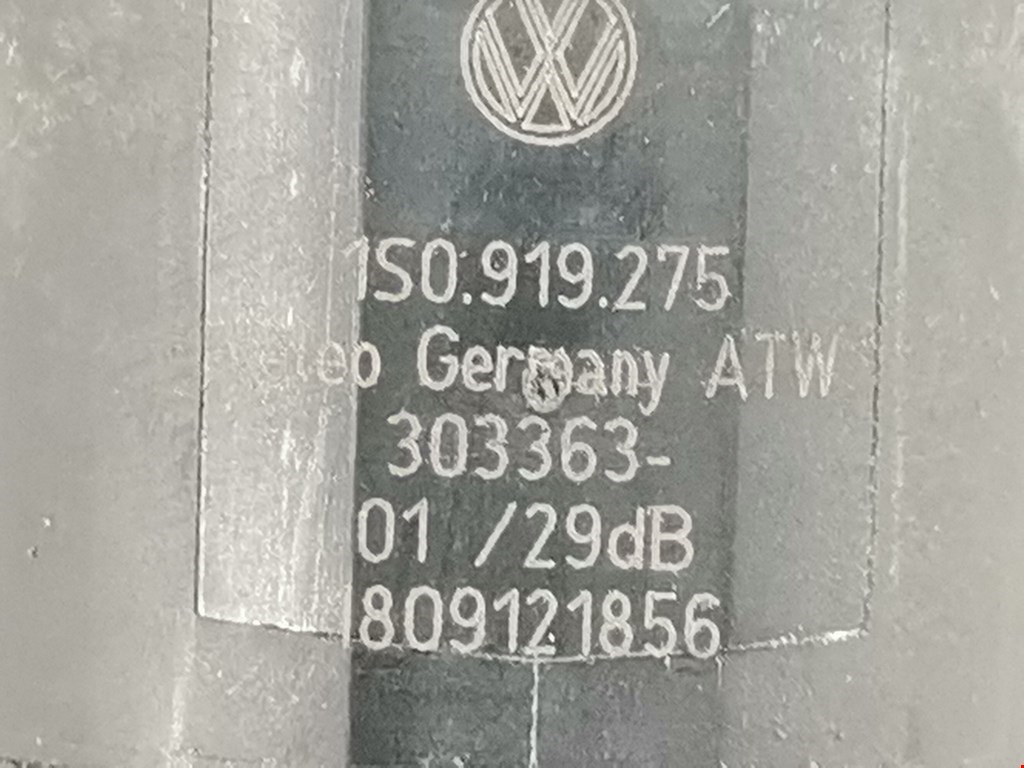 1S0.919.275
Germany ATW
303363-
01 /29dB
1809121856